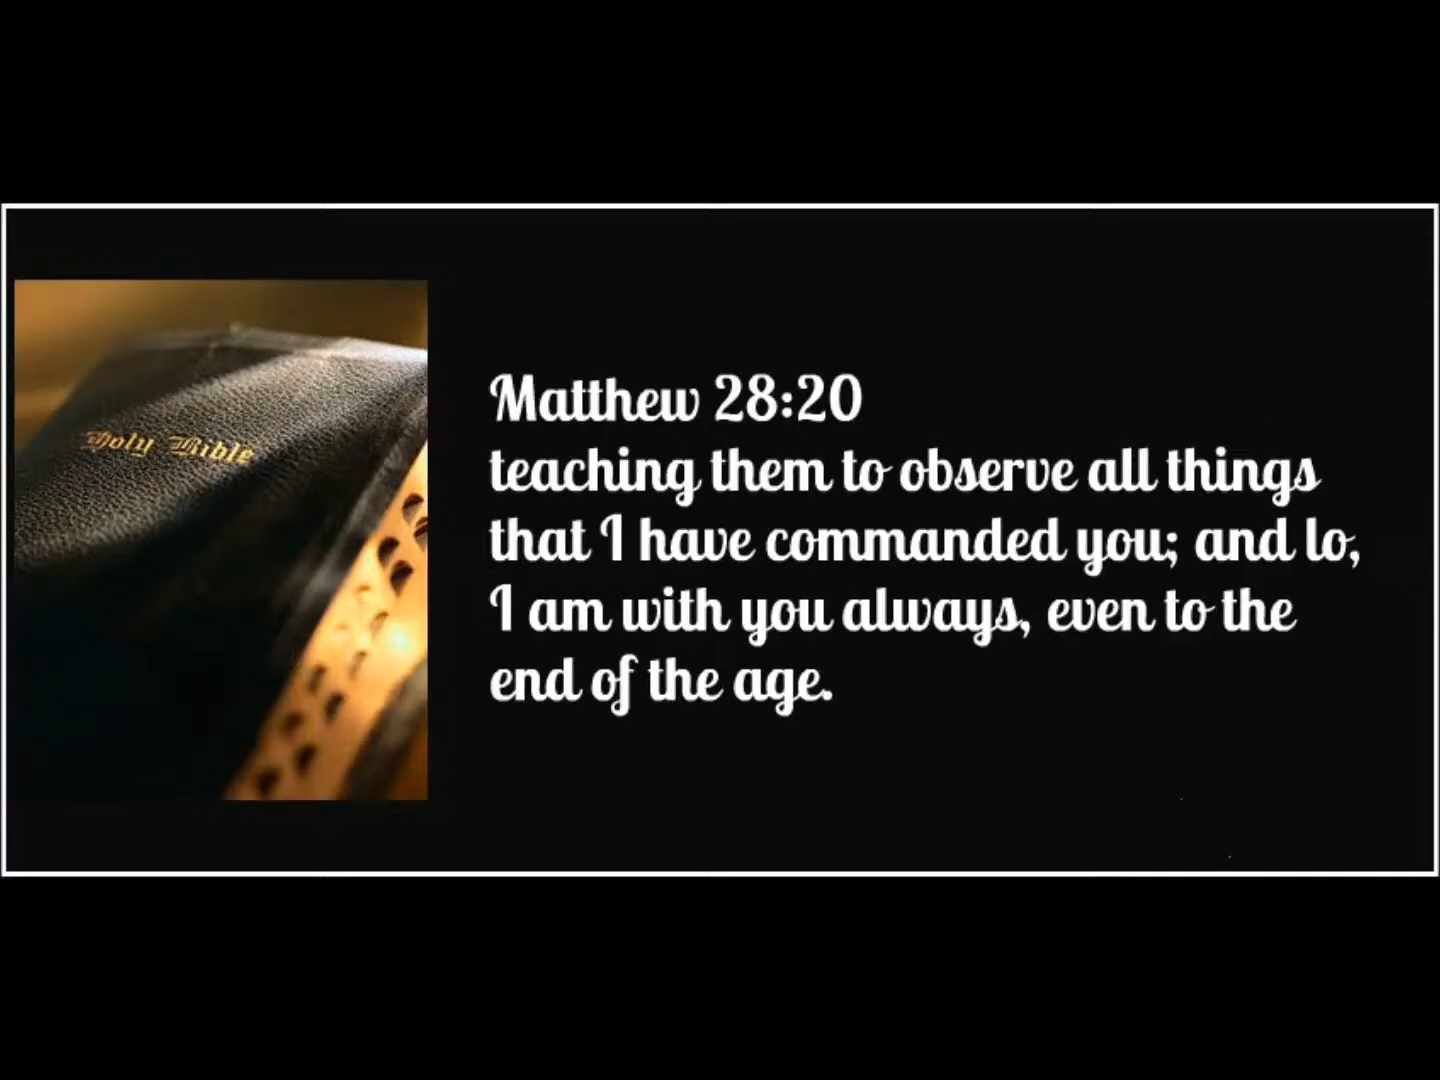 Holy Bible
Matthew 28:20
teaching them to observe all things
that I have commanded you; and lo,
I am with you always, even to the
end of the age.